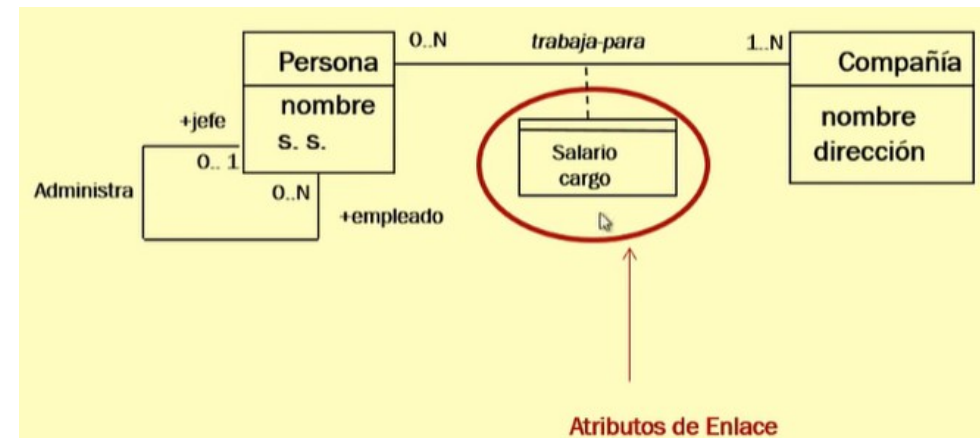 0..N
trabaja-para
1..N
Persona
Compañía
nombre
s. s.
nombre
dirección
+jefe
0.. 1
Salario
cargo
Administra
0..N
+empleado
Atributos de Enlace